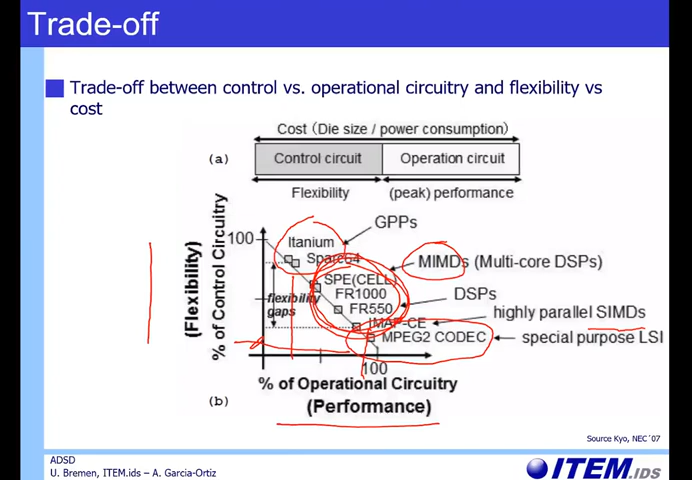 Trade-off
Trade-off between control vs. operational circuitry and flexibility vs
cost
Cost (Die size / power consumption)
(a)
Control circuit
Operation circuit
Flexibility
(peak) performance
(Flexibility)
% of Control Circuitry
100
GPPs
Itanium
Sparc64
MIMDs (Multi-core DSPs)
SPE(CELL)
FR1000
DSPs
flexibility
gaps
FR550
highly parallel SIMDs
IMAP-CE
MPEG2 CODEC
special purpose LSI
100
% of Operational Circuitry
(b)
(Performance)
Source Kyo, NEC´07
ADSD
U. Bremen, ITEM.ids – A. Garcia-Ortiz
ITEM.IDS